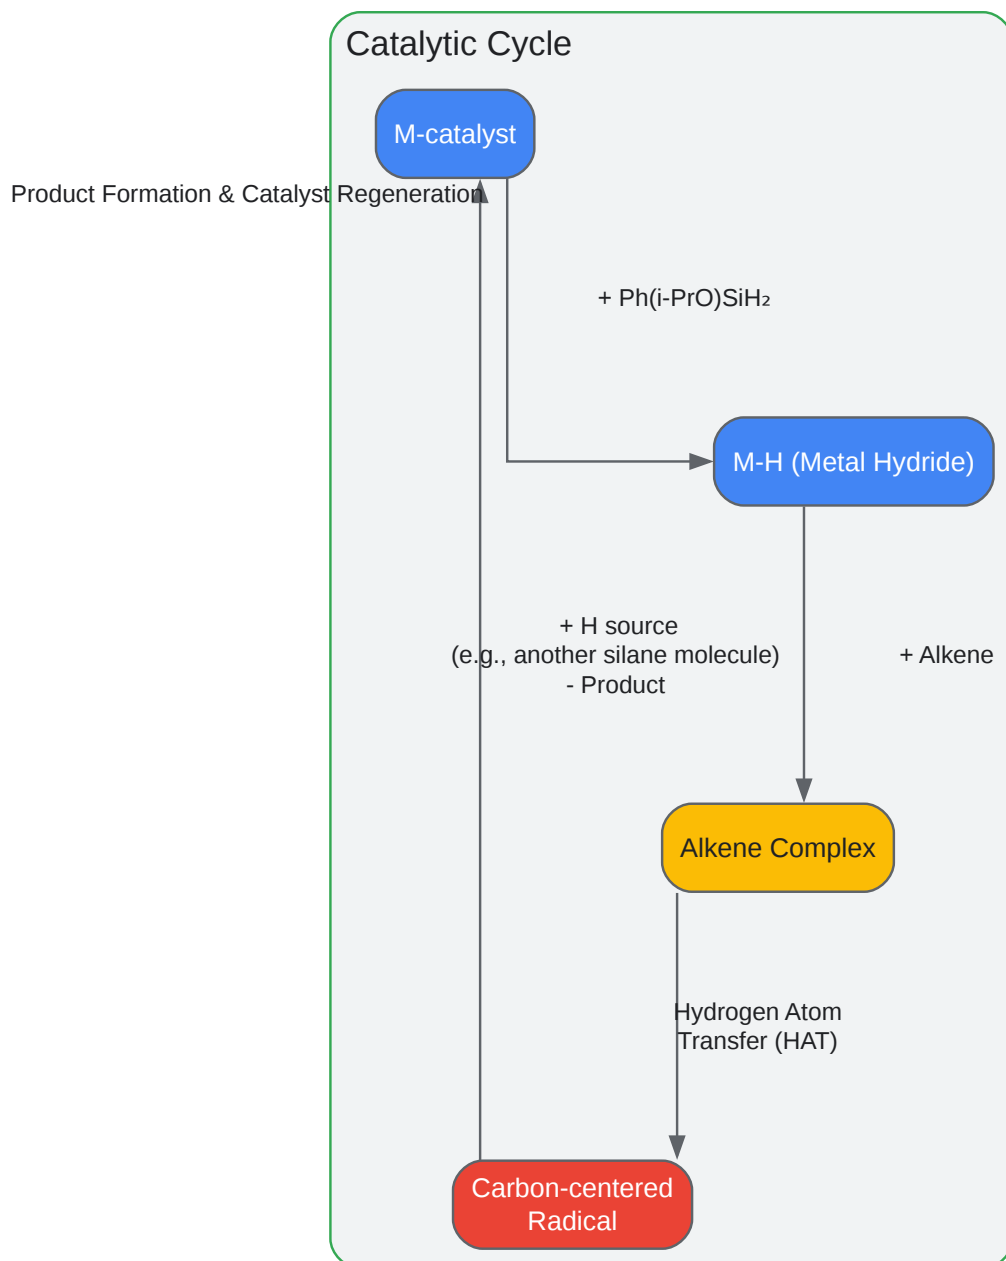 Catalytic Cycle
M-catalyst
Product Formation & Catalyst Regeneration
+ Ph(i-PrO)SiH₂
M-H (Metal Hydride)
+ H source
(e.g., another silane molecule)
- Product
+ Alkene
Alkene Complex
Hydrogen Atom
Transfer (HAT)
Carbon-centered
Radical